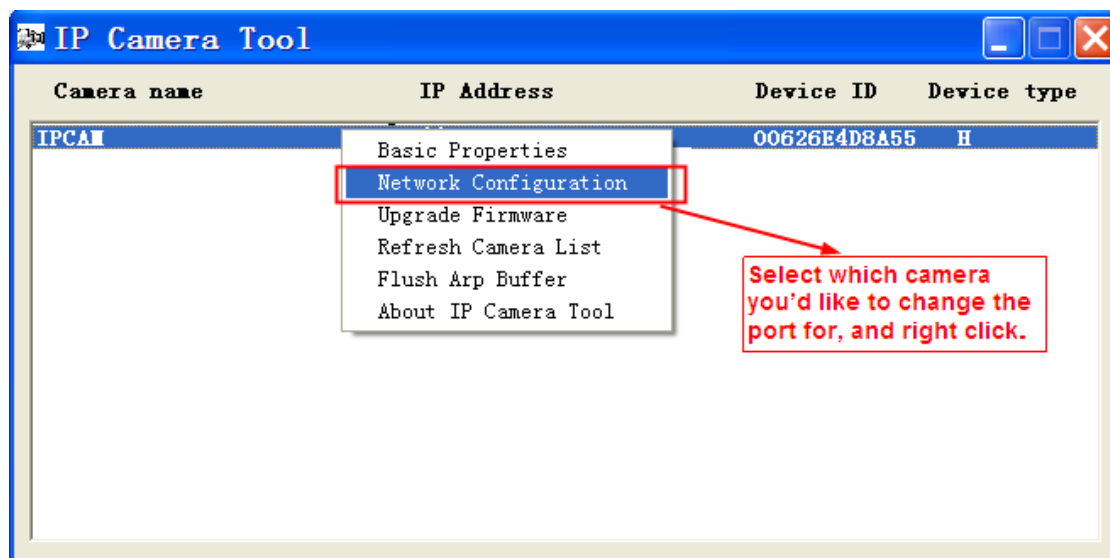 IP Camera Tool
Camera name IP Address Device ID Device type
IPCAM 00626E4D8A55 H
Basic Properties
Network Configuration
Upgrade Firmware
Refresh Camera List
Flush Arp Buffer
About IP Camera Tool
Select which camera
you'd like to change the
port for, and right click.